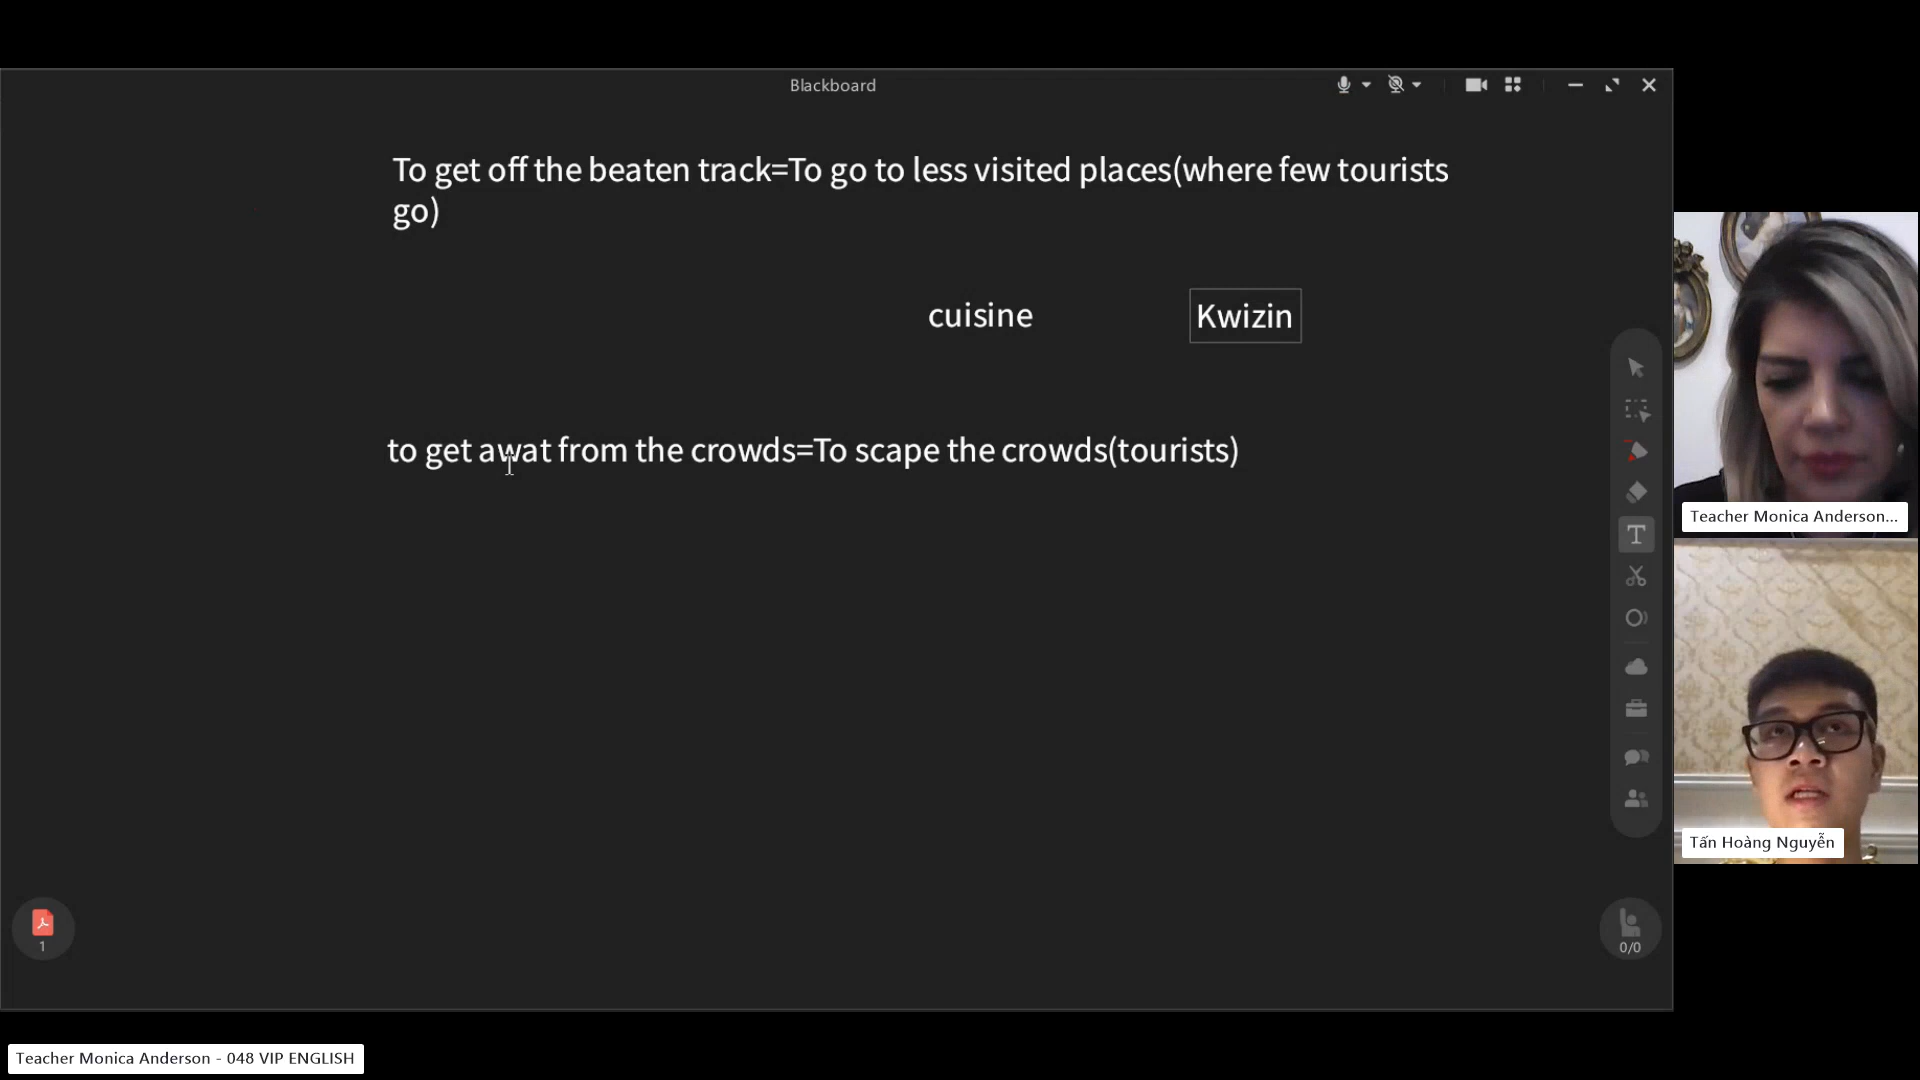 Blackboard
To get off the beaten track=To go to less visited places(where few tourists
go)
cuisine
Kwizin
to get awat from the crowds=To scape the crowds(tourists)
T
Teacher Monica Anderson...
Tấn Hoàng Nguyễn
1
0/0
Teacher Monica Anderson - 048 VIP ENGLISH